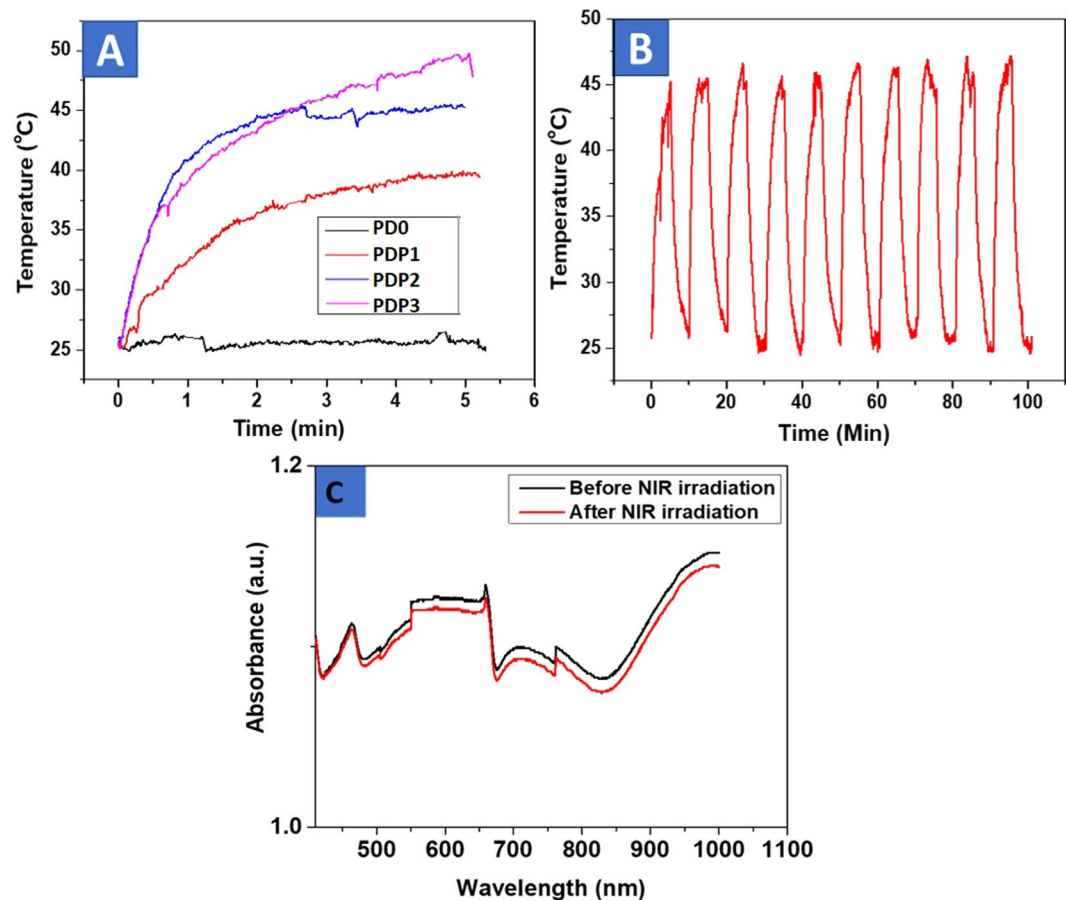 A
Temperature (°C)
50
45
40
35
30
25
PD0
PDP1
PDP2
PDP3
0 1 2 3 4 5 6
Time (min)
B
Temperature (°C)
50
45
40
35
30
25
0 20 40 60 80 100
Time (Min)
C
Absorbance (a.u.)
1.2
1.0
Before NIR irradiation
After NIR irradiation
500 600 700 800 900 1000 1100
Wavelength (nm)